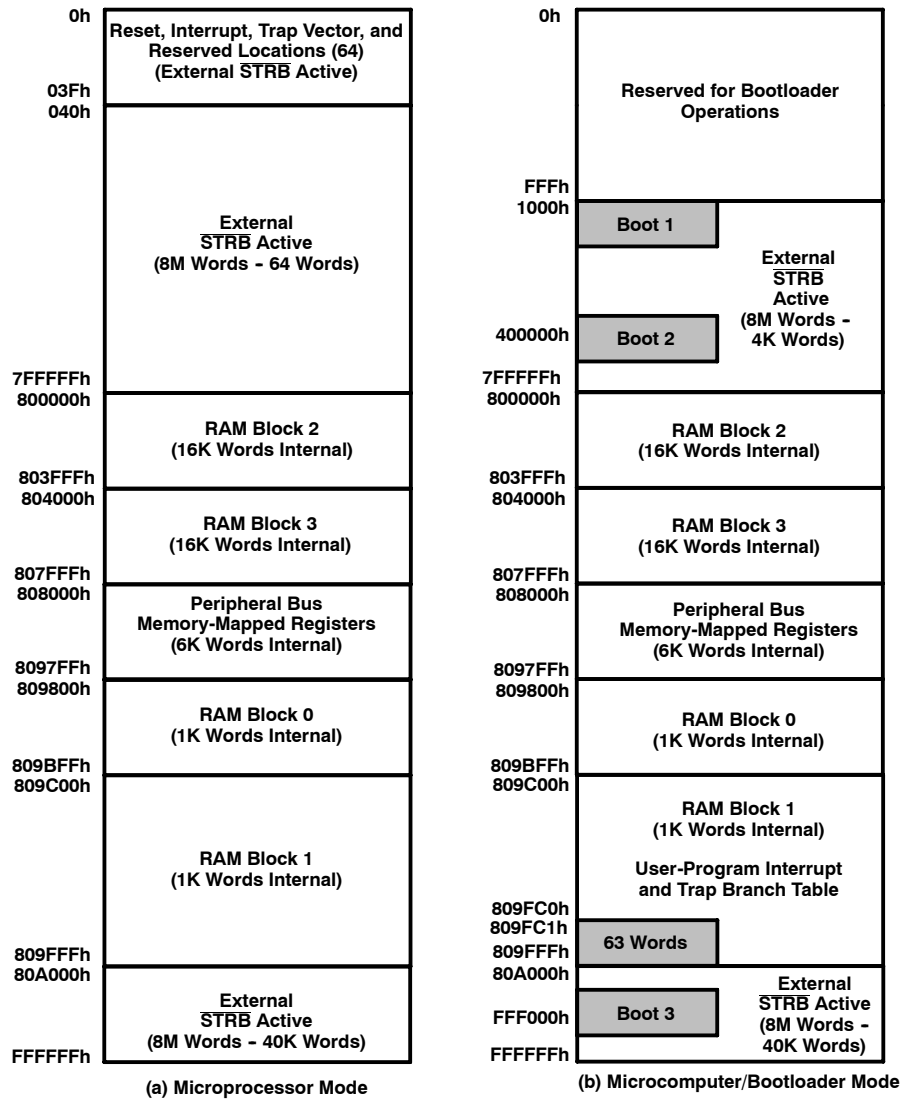 0h
Reset, Interrupt, Trap Vector, and
Reserved Locations (64)
(External STRB Active)
03Fh
040h
External
STRB Active
(8M Words - 64 Words)
7FFFFFh
800000h
RAM Block 2
(16K Words Internal)
803FFFh
804000h
RAM Block 3
(16K Words Internal)
807FFFh
808000h
Peripheral Bus
Memory-Mapped Registers
(6K Words Internal)
8097FFh
809800h
RAM Block 0
(1K Words Internal)
809BFFh
809C00h
RAM Block 1
(1K Words Internal)
809FFFh
80A000h
External
STRB Active
(8M Words - 40K Words)
FFFFFFh
(a) Microprocessor Mode
0h
Reserved for Bootloader
Operations
FFFh
1000h
Boot 1
External
STRB
Active
(8M Words -
4K Words)
400000h
Boot 2
7FFFFFh
800000h
RAM Block 2
(16K Words Internal)
803FFFh
804000h
RAM Block 3
(16K Words Internal)
807FFFh
808000h
Peripheral Bus
Memory-Mapped Registers
(6K Words Internal)
8097FFh
809800h
RAM Block 0
(1K Words Internal)
809BFFh
809C00h
RAM Block 1
(1K Words Internal)
User-Program Interrupt
and Trap Branch Table
809FC0h
809FC1h
63 Words
809FFFh
80A000h
External
STRB Active
(8M Words -
40K Words)
Boot 3
FFF000h
FFFFFFh
(b) Microcomputer/Bootloader Mode